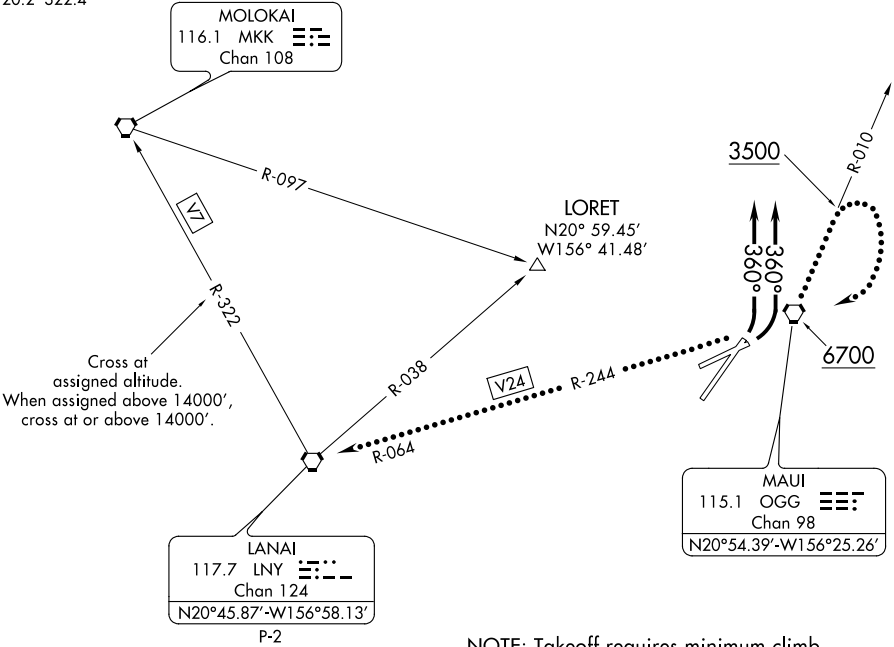 MOLOKAI
116.1 MKK
Chan 108
R-010
3500
R-097
LORET
N20° 59.45'
W156° 41.48'
V7
360°
360°
R-322
6700
Cross at
assigned altitude.
When assigned above 14000',
cross at or above 14000'.
R-038
V24
R-244
R-064
MAUI
115.1 OGG
Chan 98
N20°54.39'-W156°25.26'
LANAI
117.7 LNY
Chan 124
N20°45.87'-W156°58.13'
P-2
NOTE: Takeoff requires minimum climb